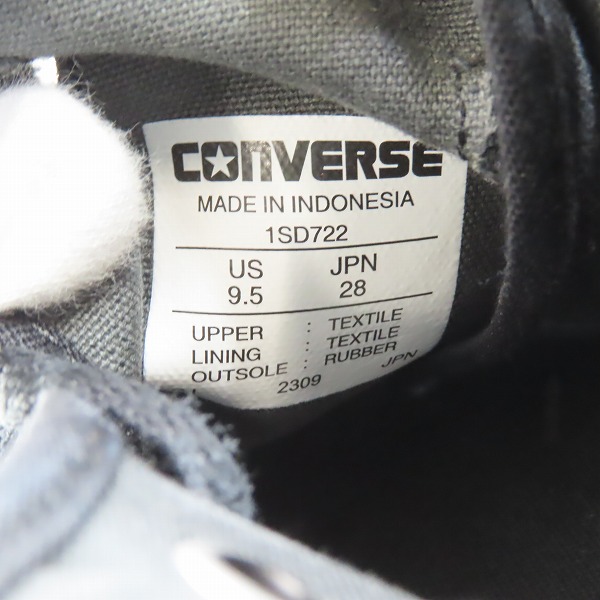 CONVERSE
MADE IN INDONESIA
1SD722
US JPN
9.5 28
UPPER : TEXTILE
LINING : TEXTILE
OUTSOLE : RUBBER
2309 JPN